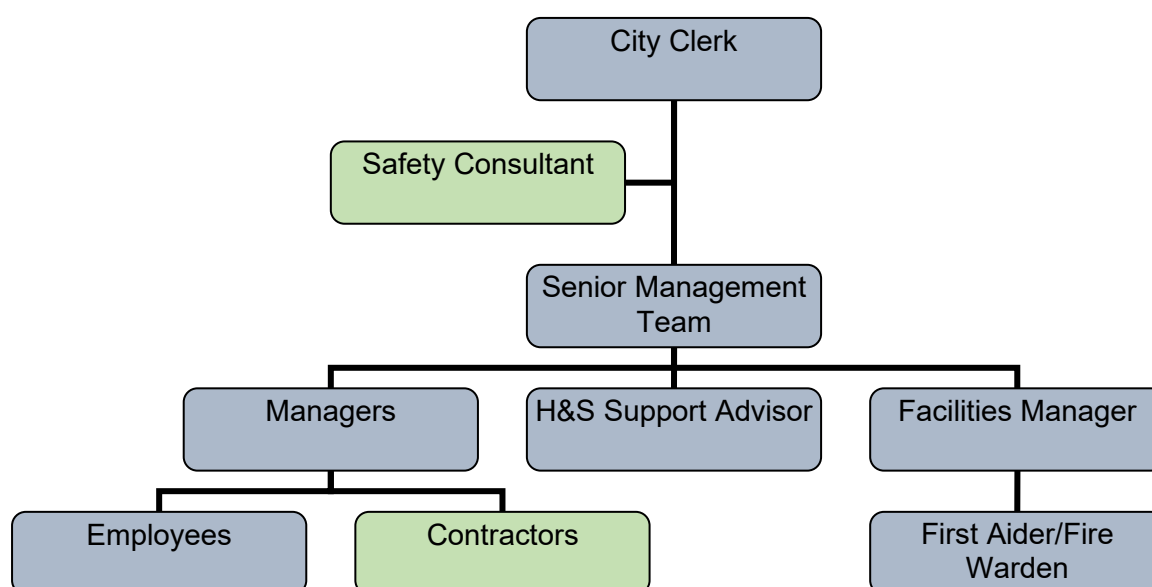 City Clerk
Safety Consultant
Senior Management
Team
Managers
H&S Support Advisor
Facilities Manager
Employees
Contractors
First Aider/Fire
Warden